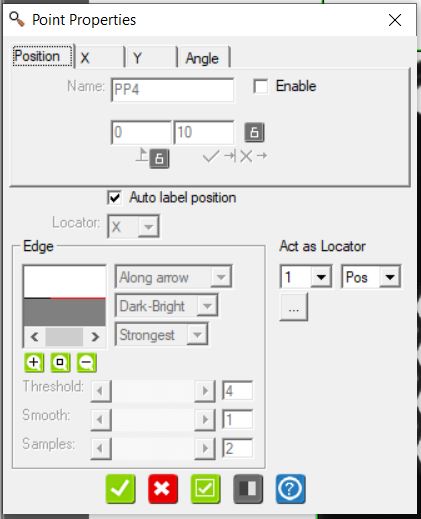 Point Properties
Position X Y Angle
Name: PP4 Enable
0 10
Auto label position
Locator: X
Edge Act as Locator
Along arrow 1 Pos
Dark-Bright ...
Strongest
Threshold: 4
Smooth: 1
Samples: 2